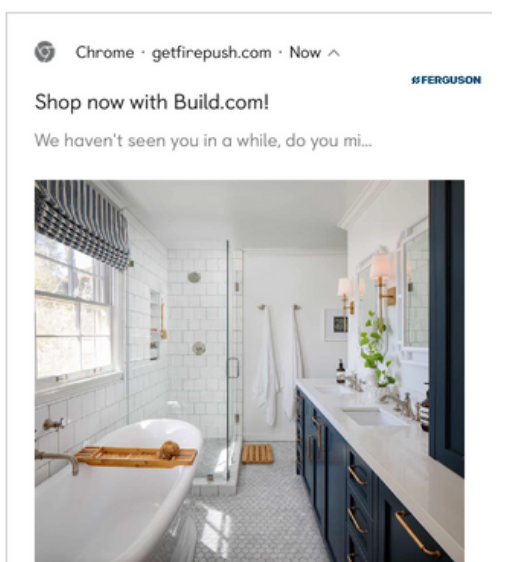 Chrome · getfirepush.com · Now
FERGUSON
Shop now with Build.com!
We haven't seen you in a while, do you mi...